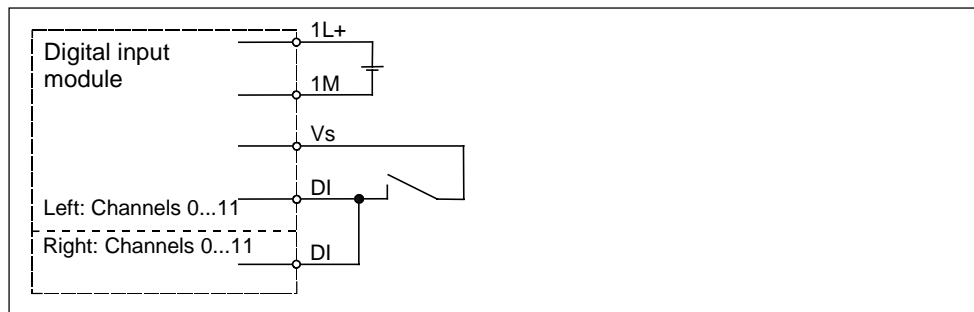 1L+
Digital input
module
1M
Vs
DI
Left: Channels 0...11
Right: Channels 0...11
DI